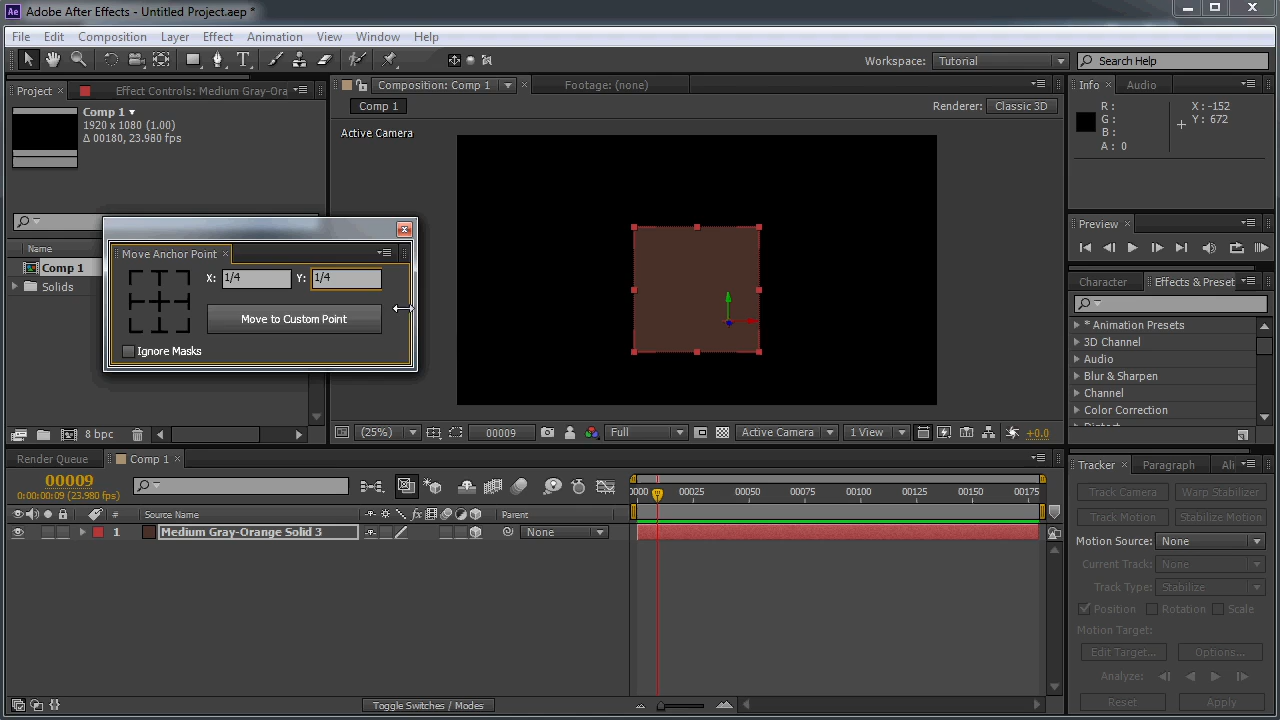 Adobe After Effects - Untitled Project.aep *
File Edit Composition Layer Effect Animation View Window Help
Workspace: Tutorial Search Help
Project Effect Controls: Medium Gray-Ora
Comp 1
1920 x 1080 (1.00)
Δ 00180, 23.980 fps
Name
Comp 1
Solids
8 bpc
Move Anchor Point
X: 1/4 Y: 1/4
Move to Custom Point
Ignore Masks
Composition: Comp 1 Footage: (none)
Comp 1 Renderer: Classic 3D
Active Camera
(25%) 00009 Full Active Camera 1 View +0.0
Info Audio
R : X: -152
G : Y: 672
B :
A : 0
Preview
Character Effects & Preset
* Animation Presets
3D Channel
Audio
Blur & Sharpen
Channel
Color Correction
Render Queue Comp 1
00009
0:00:00:09 (23.980 fps)
0000 00025 00050 00075 00100 00125 00150 00175
# Source Name fx Parent
1 Medium Gray-Orange Solid 3 None
Toggle Switches / Modes
Tracker Paragraph Ali
Track Camera Warp Stabilizer
Track Motion Stabilize Motion
Motion Source: None
Current Track: None
Track Type: Stabilize
Position Rotation Scale
Motion Target:
Edit Target... Options...
Analyze:
Reset Apply